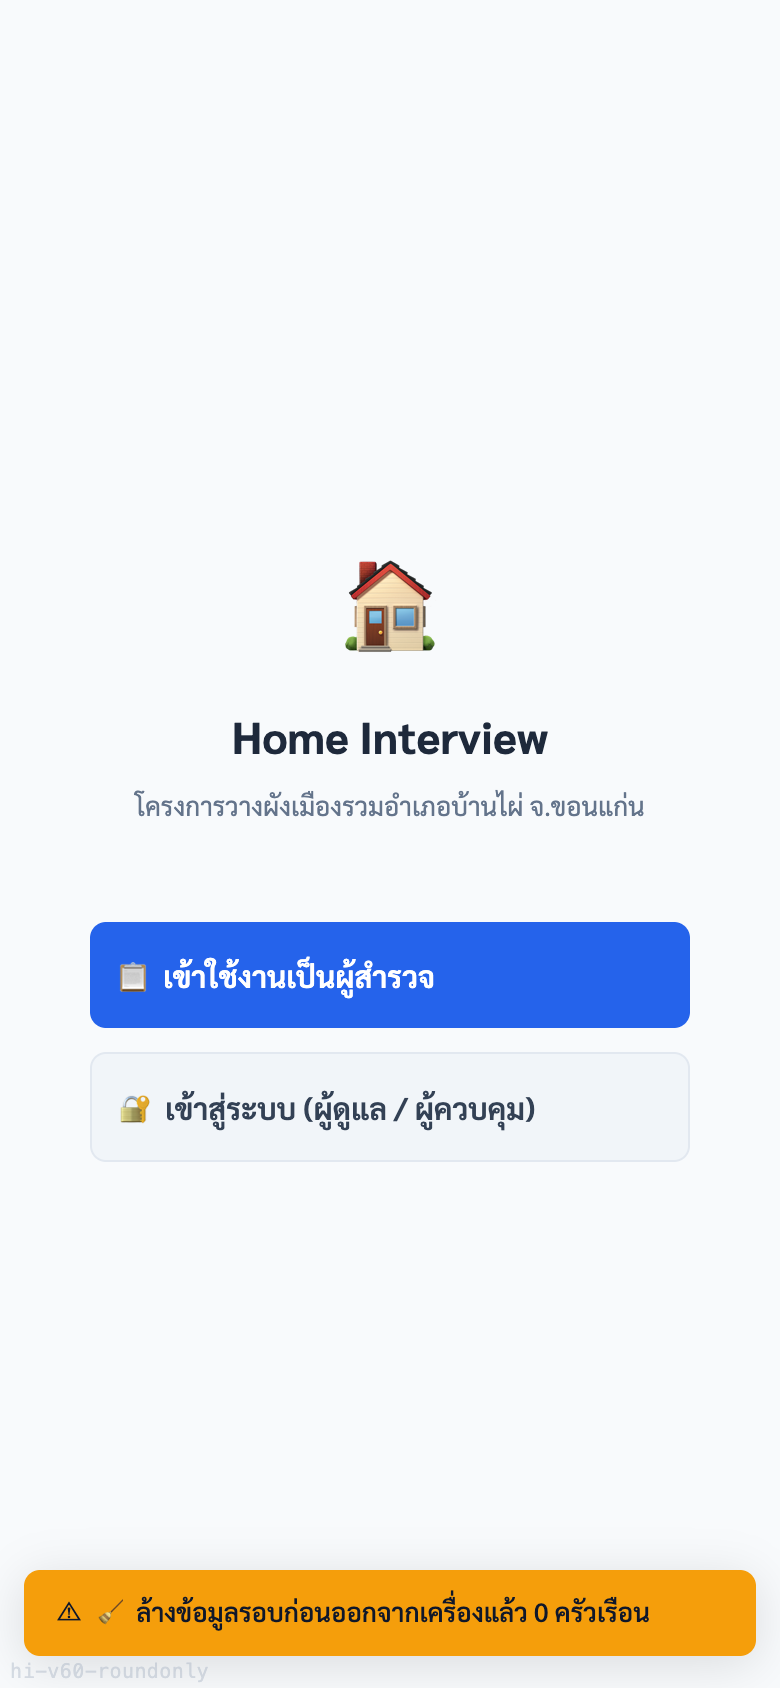 Home Interview
โครงการวางผังเมืองรวมอำเภอบ้านไผ่ จ.ขอนแก่น
เข้าใช้งานเป็นผู้สำรวจ
เข้าสู่ระบบ (ผู้ดูแล / ผู้ควบคุม)
ล้างข้อมูลรอบก่อนออกจากเครื่องแล้ว 0 ครัวเรือน
hi-v60-roundonly